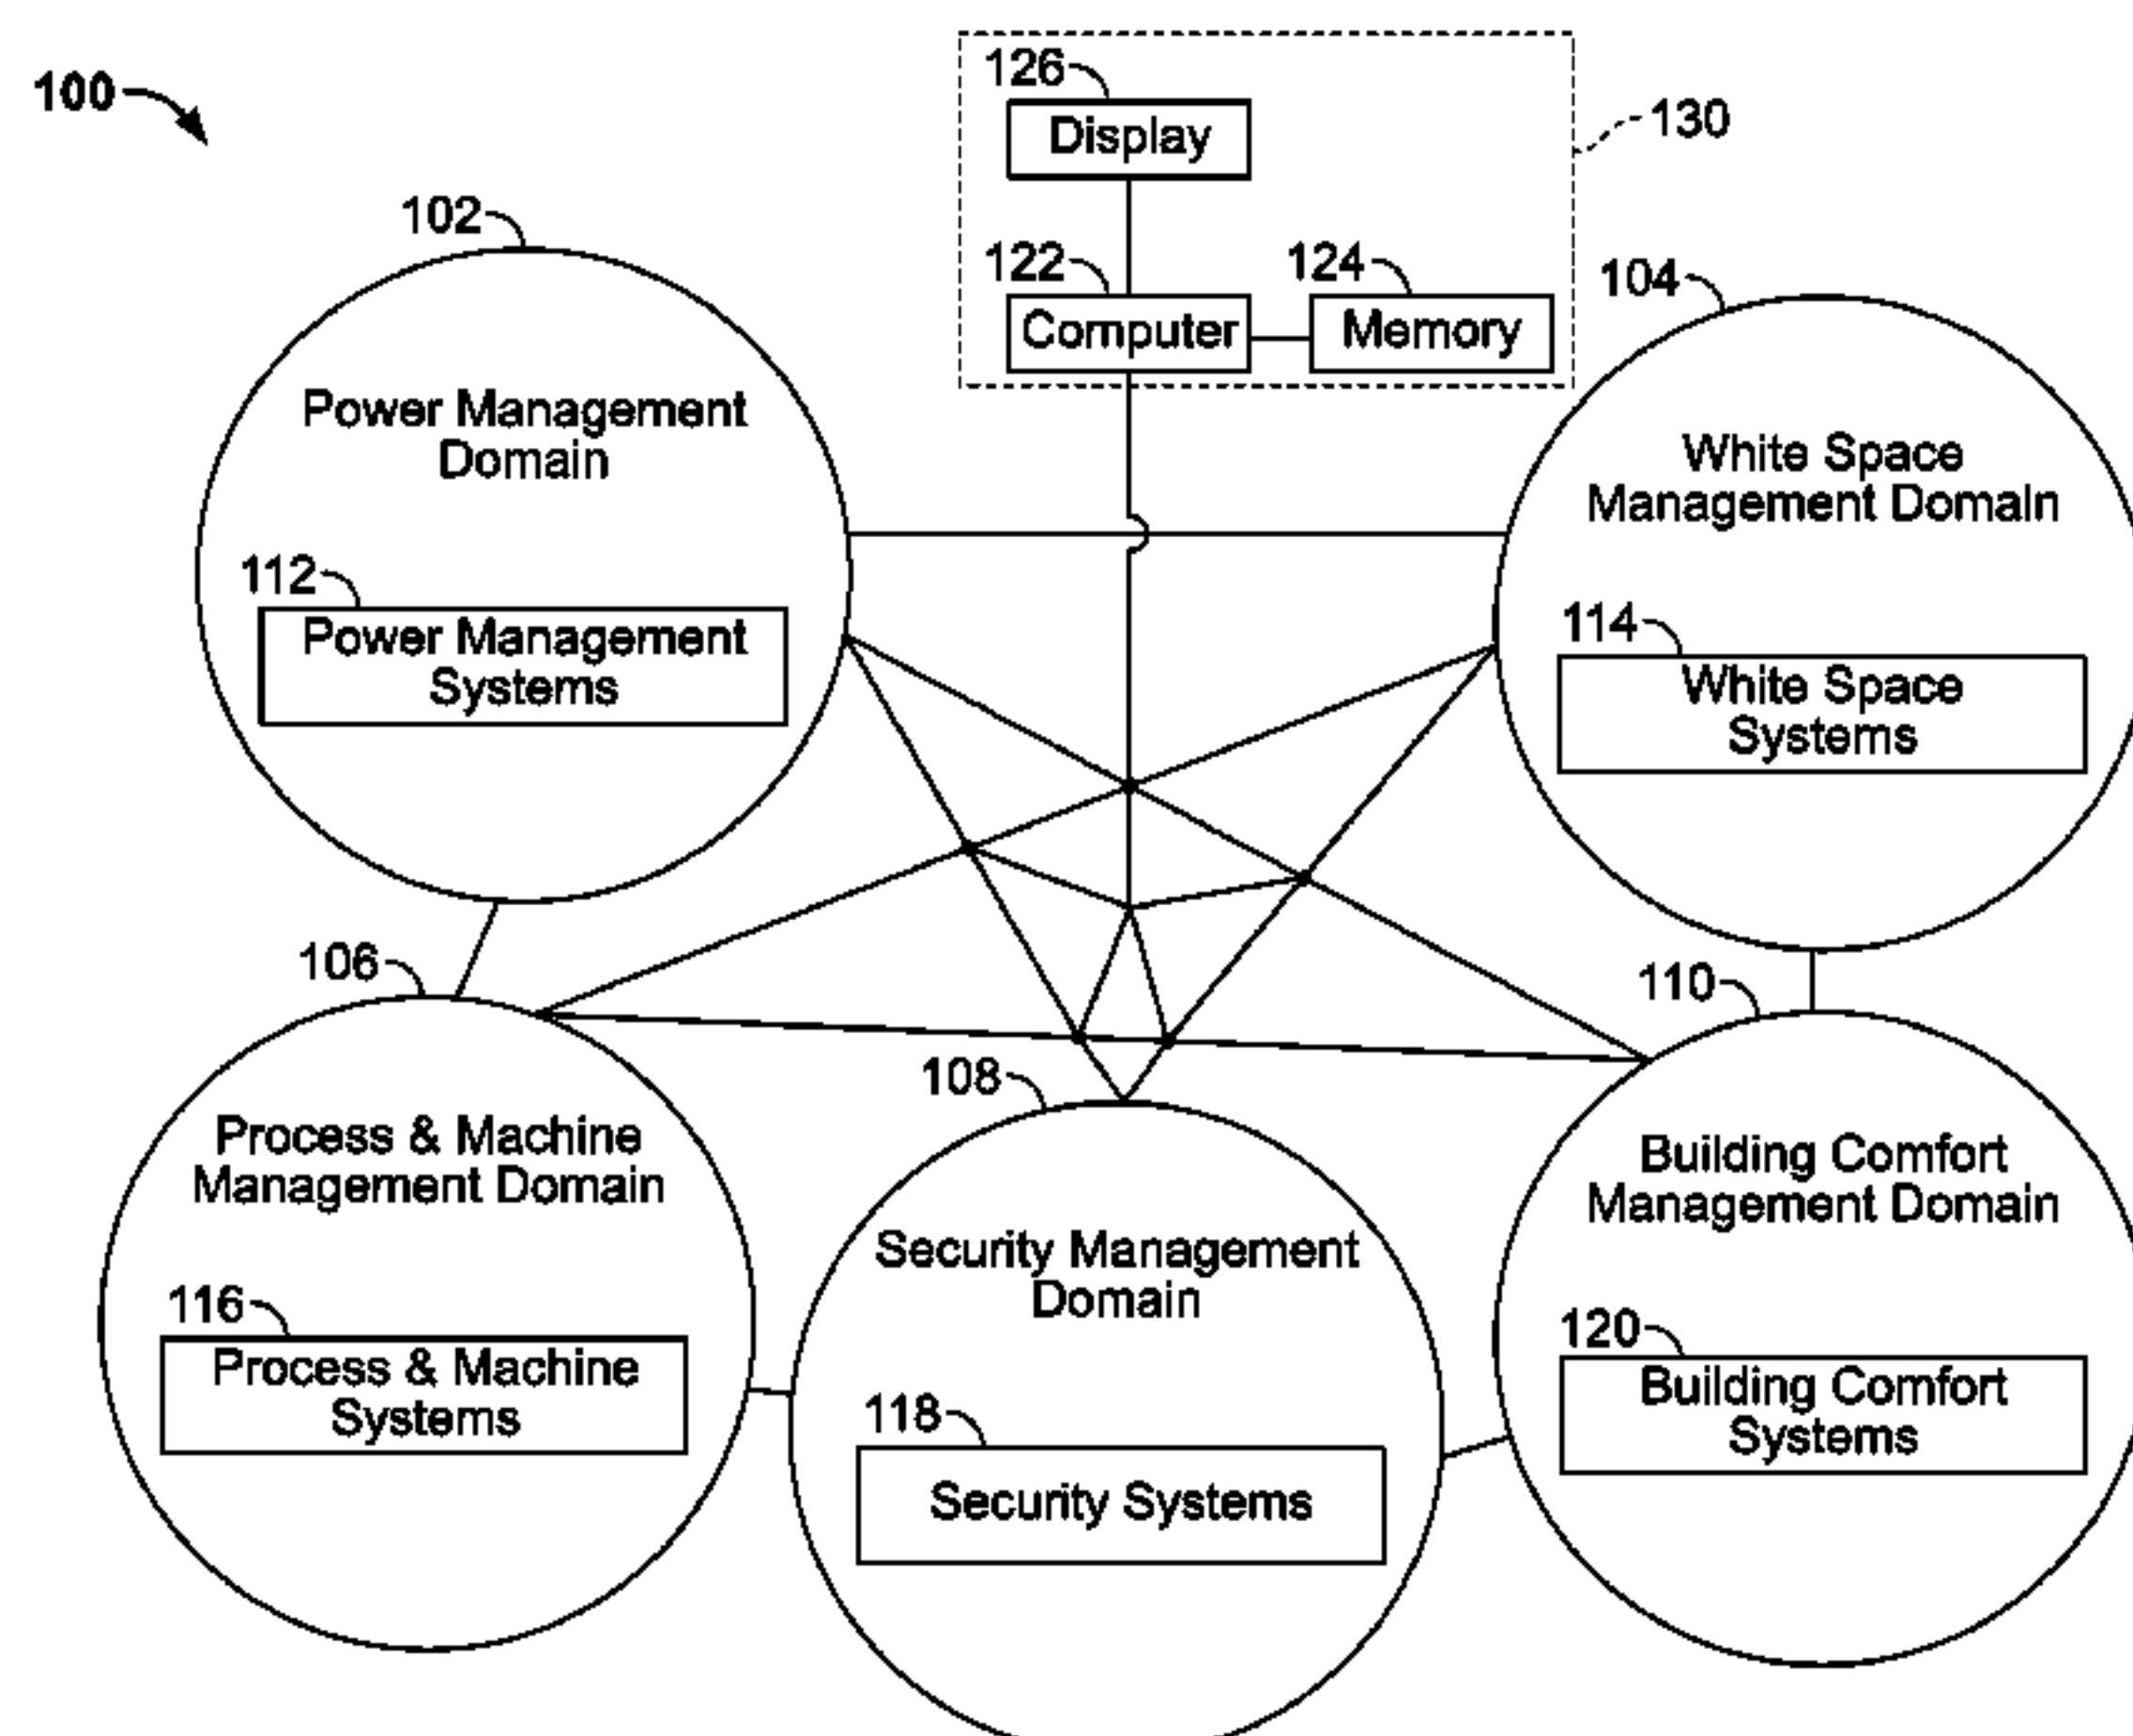 100
126
Display
130
102
122
124
104
Computer
Memory
Power Management
Domain
White Space
Management Domain
112
Power Management
Systems
114
White Space
Systems
106
110
108
Process & Machine
Management Domain
Building Comfort
Management Domain
Security Management
Domain
116
Process & Machine
Systems
120
Building Comfort
Systems
118
Security Systems